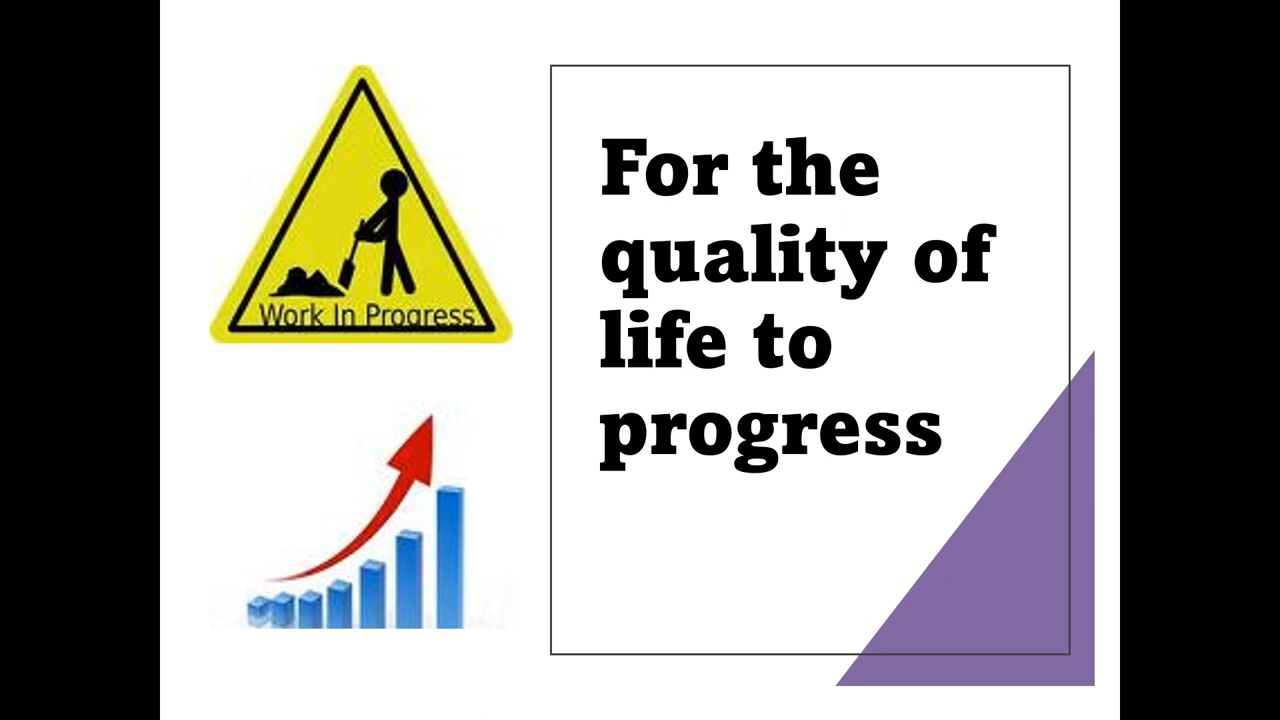 Work In Progress
For the
quality of
life to
progress